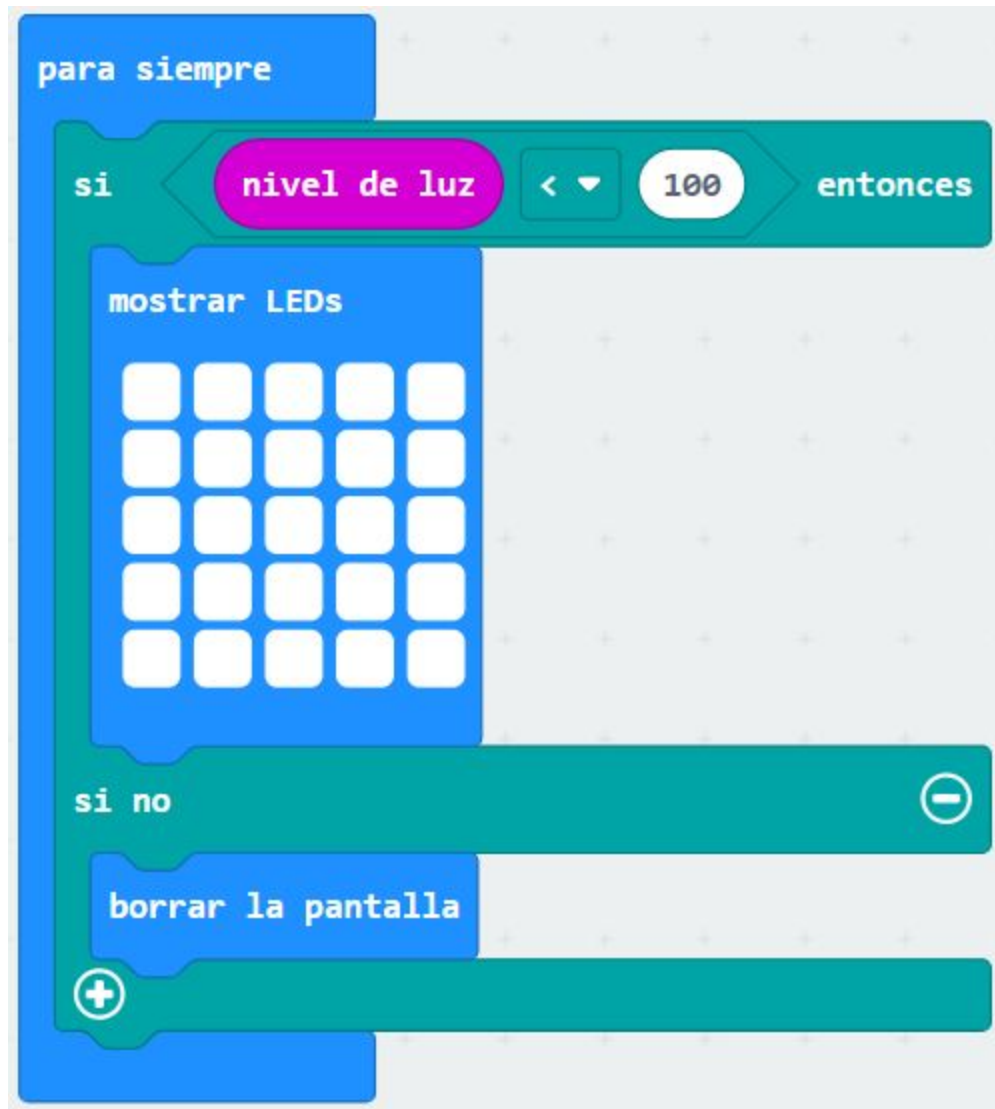 para siempre
si nivel de luz < 100 entonces
mostrar LEDs
si no
borrar la pantalla